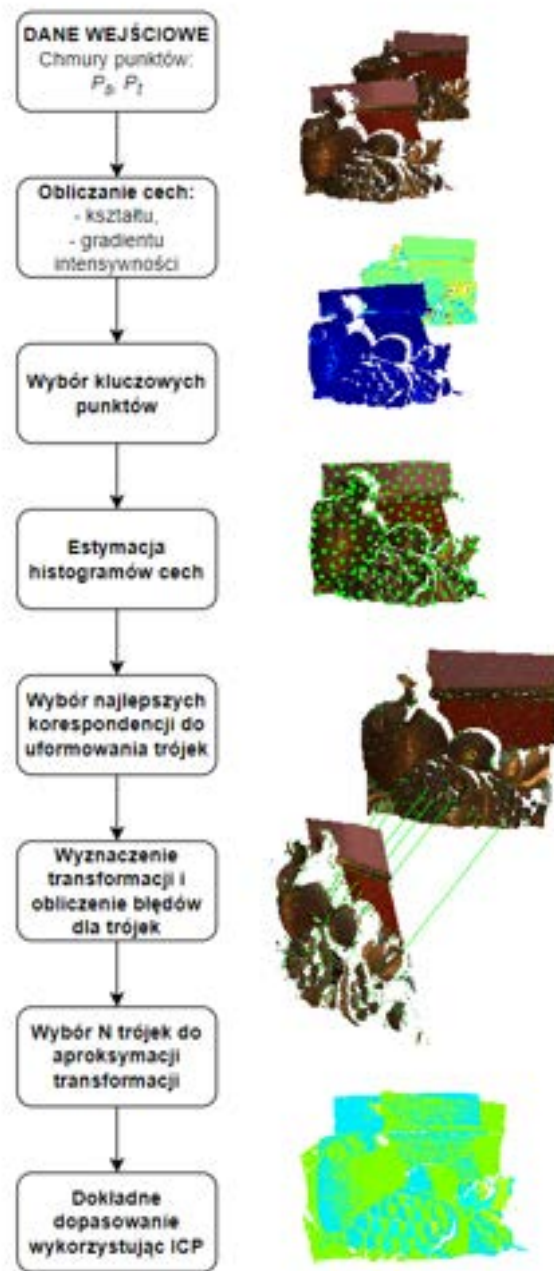 DANE WEJŚCIOWE
Chmury punktów:
Ps, Pt
Obliczanie cech:
- kształtu,
- gradientu
intensywności
Wybór kluczowych
punktów
Estymacja
histogramów cech
Wybór najlepszych
korespondencji do
uformowania trójek
Wyznaczenie
transformacji i
obliczenie błędów
dla trójek
Wybór N trójek do
aproksymacji
transformacji
Dokładne
dopasowanie
wykorzystując ICP